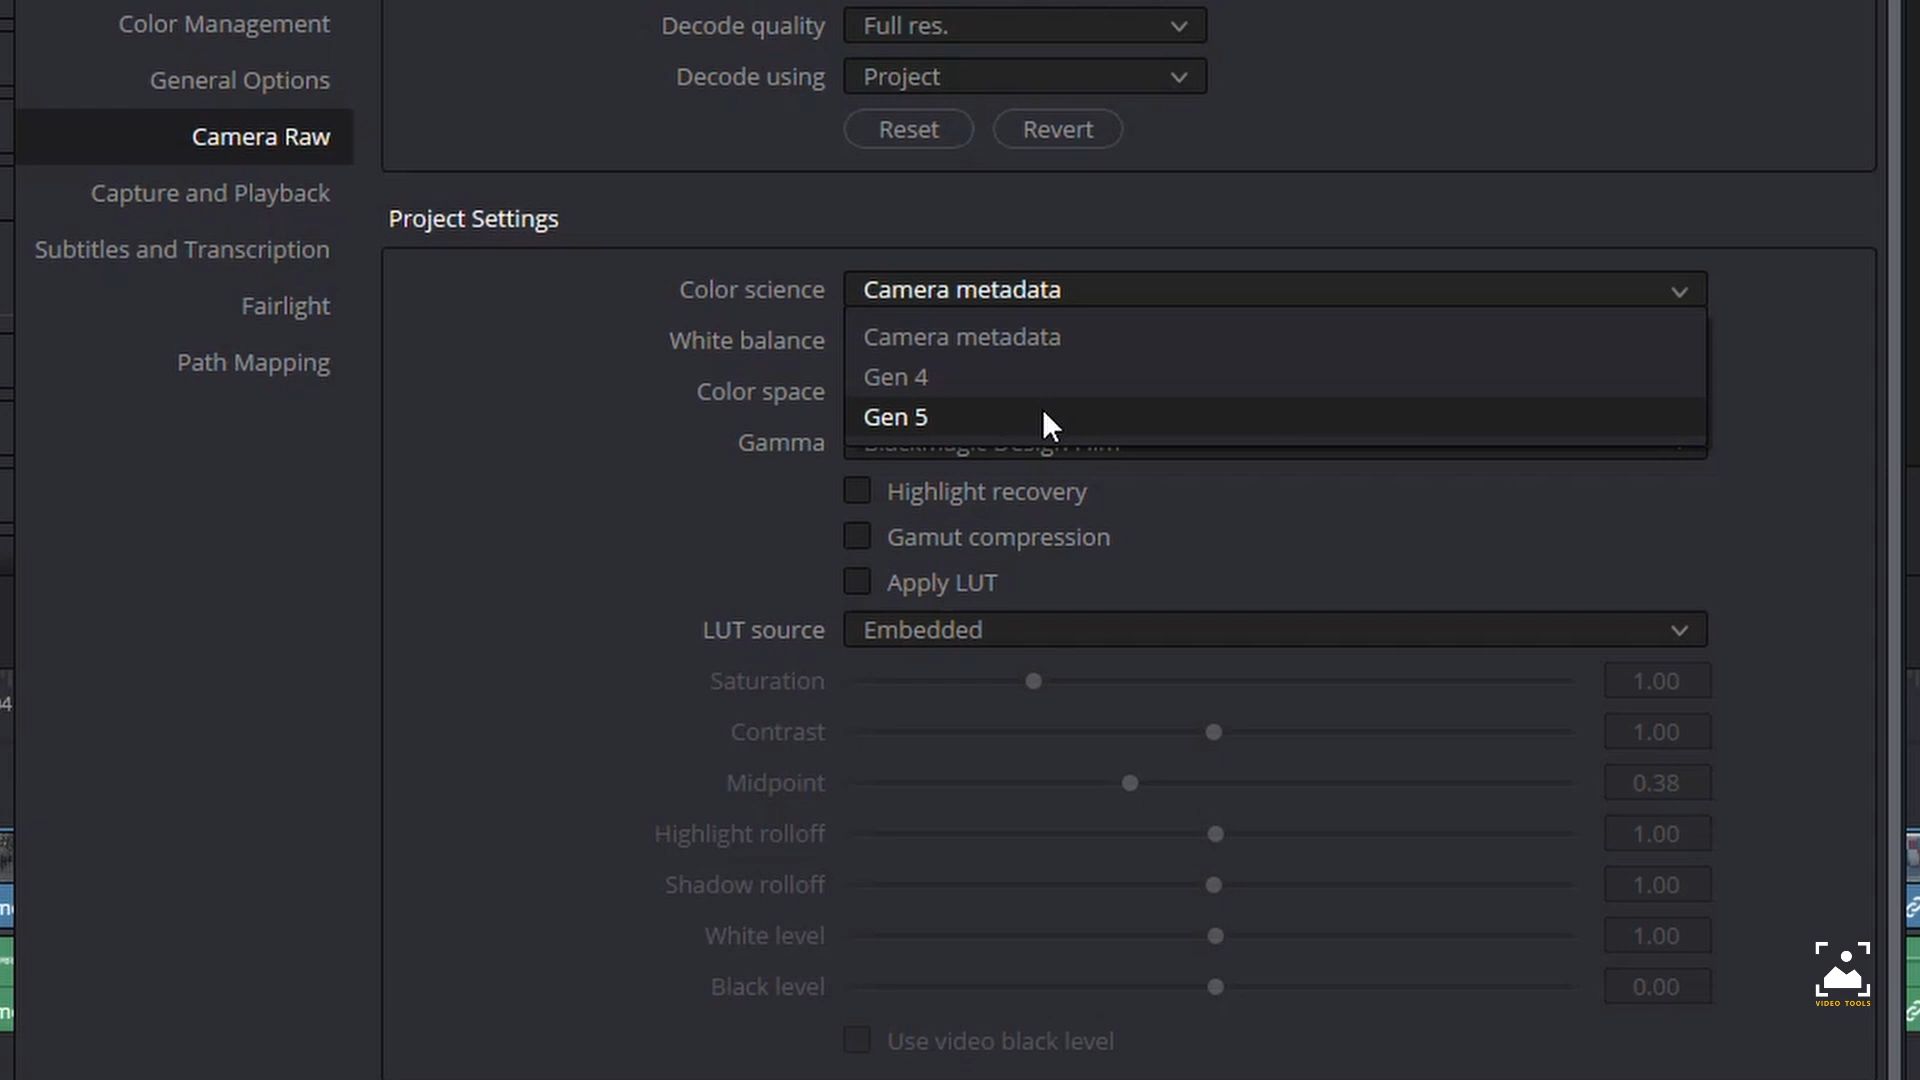 Color Management
General Options
Camera Raw
Capture and Playback
Subtitles and Transcription
Fairlight
Path Mapping
Decode quality Full res.
Decode using Project
Reset Revert
Project Settings
Color science Camera metadata
Camera metadata
White balance
Gen 4
Color space
Gen 5
Gamma Blackmagic Design Film
Highlight recovery
Gamut compression
Apply LUT
LUT source Embedded
Saturation 1.00
Contrast 1.00
Midpoint 0.38
Highlight rolloff 1.00
Shadow rolloff 1.00
White level 1.00
Black level 0.00
Use video black level
VIDEO TOOLS